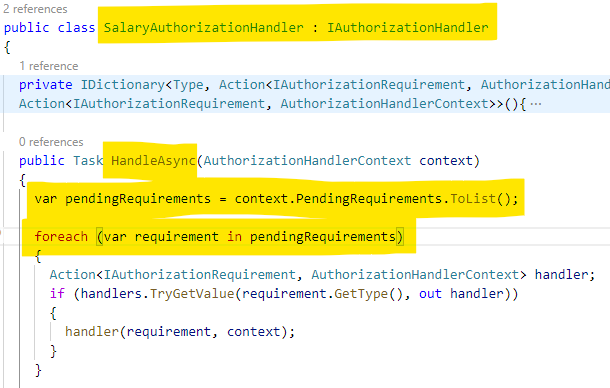 2 references
public class SalaryAuthorizationHandler : IAuthorizationHandler
{
1 reference
private IDictionary<Type, Action<IAuthorizationRequirement, AuthorizationHand
Action<IAuthorizationRequirement, AuthorizationHandlerContext>>(){ …
0 references
public Task HandleAsync(AuthorizationHandlerContext context)
{
var pendingRequirements = context.PendingRequirements.ToList();
foreach (var requirement in pendingRequirements)
{
Action<IAuthorizationRequirement, AuthorizationHandlerContext> handler;
if (handlers.TryGetValue(requirement.GetType(), out handler))
{
handler(requirement, context);
}
}